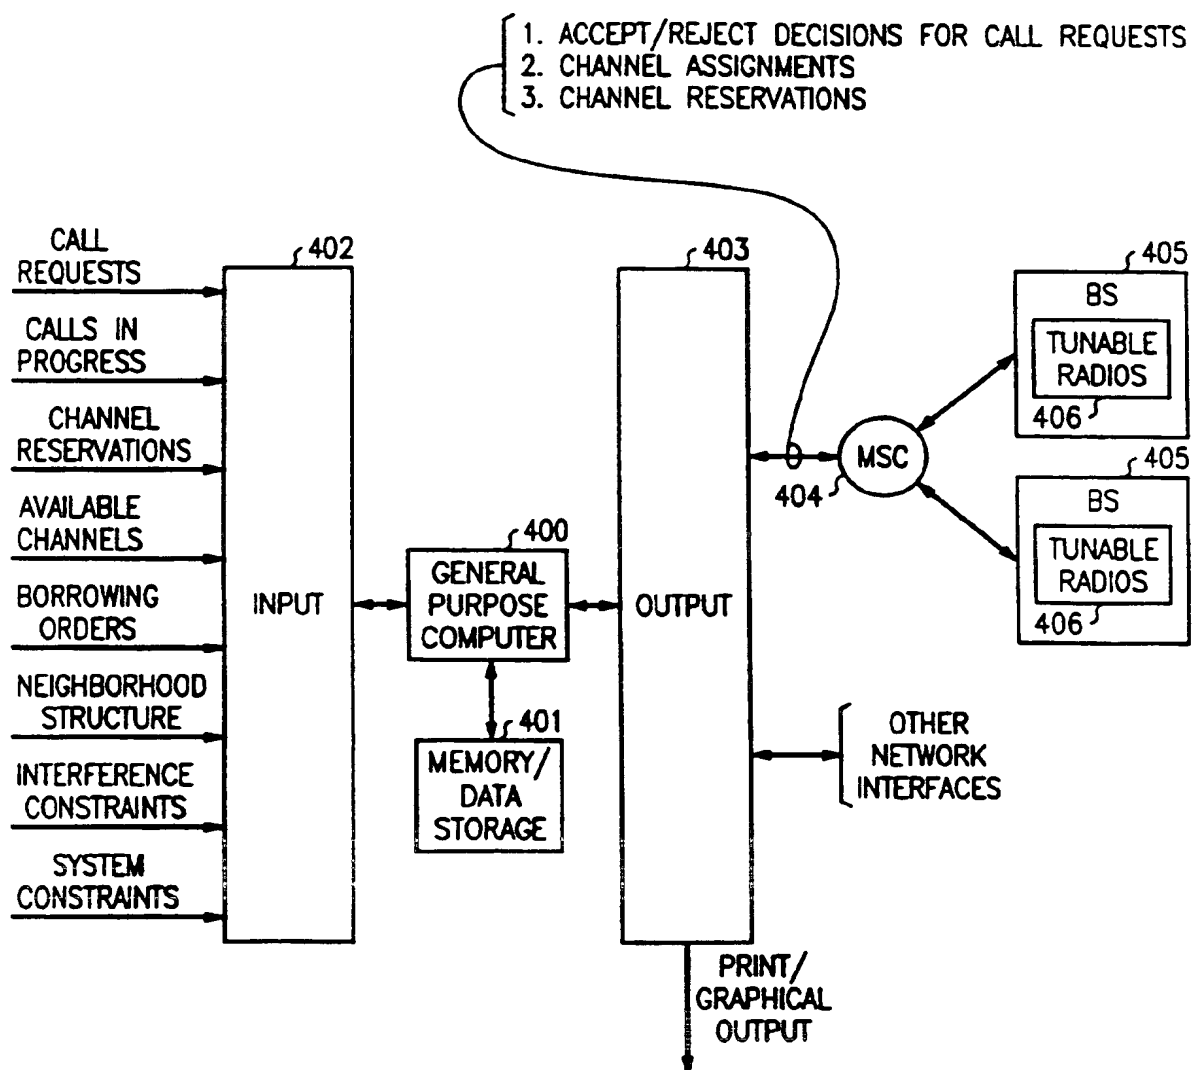 1. ACCEPT/REJECT DECISIONS FOR CALL REQUESTS
2. CHANNEL ASSIGNMENTS
3. CHANNEL RESERVATIONS
CALL
REQUESTS
CALLS IN
PROGRESS
CHANNEL
RESERVATIONS
AVAILABLE
CHANNELS
BORROWING
ORDERS
NEIGHBORHOOD
STRUCTURE
INTERFERENCE
CONSTRAINTS
SYSTEM
CONSTRAINTS
402
INPUT
400
GENERAL
PURPOSE
COMPUTER
401
MEMORY/
DATA
STORAGE
403
OUTPUT
MSC
404
405
BS
TUNABLE
RADIOS
406
405
BS
TUNABLE
RADIOS
406
OTHER
NETWORK
INTERFACES
PRINT/
GRAPHICAL
OUTPUT